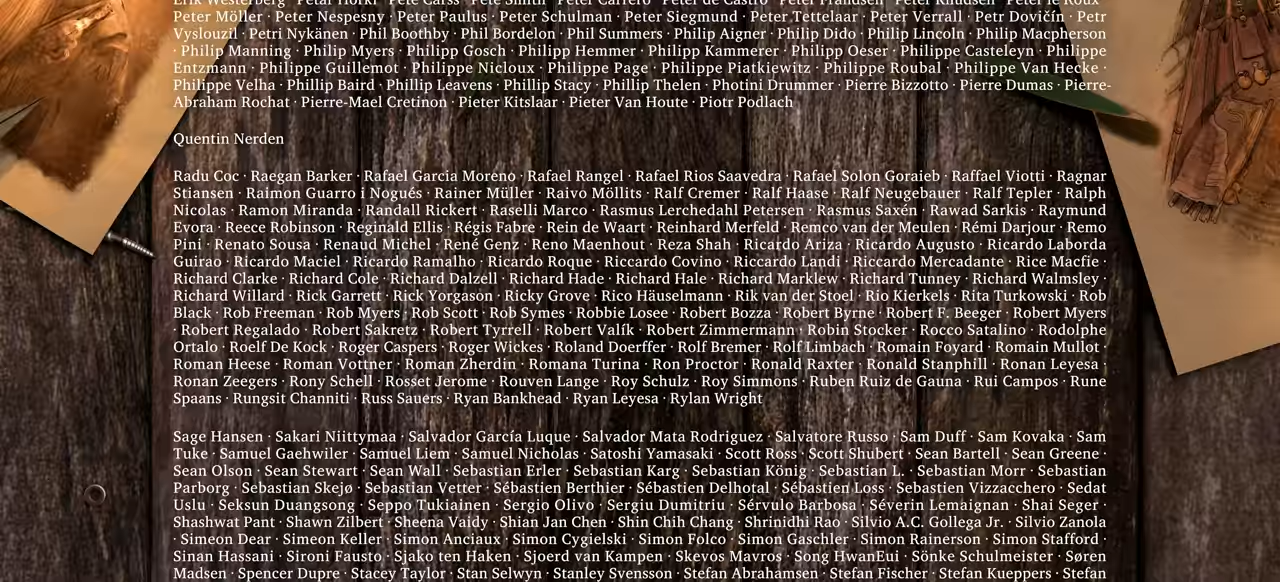 Erik Westerberg · Petar Horki · Pete Carss · Pete Smith · Peter Carrero · Peter de Castro · Peter Frandsen · Peter Knudsen · Peter le Roux ·
Peter Möller · Peter Nespesny · Peter Paulus · Peter Schulman · Peter Siegmund · Peter Tettelaar · Peter Verrall · Petr Dovičín · Petr
Vyslouzil · Petri Nykänen · Phil Boothby · Phil Bordelon · Phil Summers · Philip Aigner · Philip Dido · Philip Lincoln · Philip Macpherson
· Philip Manning · Philip Myers · Philipp Gosch · Philipp Hemmer · Philipp Kammerer · Philipp Oeser · Philippe Casteleyn · Philippe
Entzmann · Philippe Guillemot · Philippe Nicloux · Philippe Page · Philippe Piatkiewitz · Philippe Roubal · Philippe Van Hecke ·
Philippe Velha · Phillip Baird · Phillip Leavens · Phillip Stacy · Phillip Thelen · Photini Drummer · Pierre Bizzotto · Pierre Dumas · Pierre-
Abraham Rochat · Pierre-Mael Cretinon · Pieter Kitslaar · Pieter Van Houte · Piotr Podlach
Quentin Nerden
Radu Coc · Raegan Barker · Rafael Garcia Moreno · Rafael Rangel · Rafael Rios Saavedra · Rafael Solon Goraieb · Raffael Viotti · Ragnar
Stiansen · Raimon Guarro i Nogués · Rainer Müller · Raivo Möllits · Ralf Cremer · Ralf Haase · Ralf Neugebauer · Ralf Tepler · Ralph
Nicolas · Ramon Miranda · Randall Rickert · Raselli Marco · Rasmus Lerchedahl Petersen · Rasmus Saxén · Rawad Sarkis · Raymund
Evora · Reece Robinson · Reginald Ellis · Régis Fabre · Rein de Waart · Reinhard Merfeld · Remco van der Meulen · Rémi Darjour · Remo
Pini · Renato Sousa · Renaud Michel · René Genz · Reno Maenhout · Reza Shah · Ricardo Ariza · Ricardo Augusto · Ricardo Laborda
Guirao · Ricardo Maciel · Ricardo Ramalho · Ricardo Roque · Riccardo Covino · Riccardo Landi · Riccardo Mercadante · Rice Macfie ·
Richard Clarke · Richard Cole · Richard Dalzell · Richard Hade · Richard Hale · Richard Marklew · Richard Tunney · Richard Walmsley ·
Richard Willard · Rick Garrett · Rick Yorgason · Ricky Grove · Rico Häuselmann · Rik van der Stoel · Rio Kierkels · Rita Turkowski · Rob
Black · Rob Freeman · Rob Myers · Rob Scott · Rob Symes · Robbie Losee · Robert Bozza · Robert Byrne · Robert F. Beeger · Robert Myers
· Robert Regalado · Robert Sakretz · Robert Tyrrell · Robert Valík · Robert Zimmermann · Robin Stocker · Rocco Satalino · Rodolphe
Ortalo · Roelf De Kock · Roger Caspers · Roger Wickes · Roland Doerffer · Rolf Bremer · Rolf Limbach · Romain Foyard · Romain Mullot ·
Roman Heese · Roman Vottner · Roman Zherdin · Romana Turina · Ron Proctor · Ronald Raxter · Ronald Stanphill · Ronan Leyesa ·
Ronan Zeegers · Rony Schell · Rosset Jerome · Rouven Lange · Roy Schulz · Roy Simmons · Ruben Ruiz de Gauna · Rui Campos · Rune
Spaans · Rungsit Channiti · Russ Sauers · Ryan Bankhead · Ryan Leyesa · Rylan Wright
Sage Hansen · Sakari Niittymaa · Salvador García Luque · Salvador Mata Rodriguez · Salvatore Russo · Sam Duff · Sam Kovaka · Sam
Tuke · Samuel Gaehwiler · Samuel Liem · Samuel Nicholas · Satoshi Yamasaki · Scott Ross · Scott Shubert · Sean Bartell · Sean Greene ·
Sean Olson · Sean Stewart · Sean Wall · Sebastian Erler · Sebastian Karg · Sebastian König · Sebastian L. · Sebastian Morr · Sebastian
Parborg · Sebastian Skejø · Sebastian Vetter · Sébastien Berthier · Sébastien Delhotal · Sébastien Loss · Sebastien Vizzacchero · Sedat
Uslu · Seksun Duangsong · Seppo Tukiainen · Sergio Olivo · Sergiu Dumitriu · Sérvulo Barbosa · Séverin Lemaignan · Shai Seger ·
Shashwat Pant · Shawn Zilbert · Sheena Vaidy · Shian Jan Chen · Shin Chih Chang · Shrinidhi Rao · Silvio A.C. Gollega Jr. · Silvio Zanola
· Simeon Dear · Simeon Keller · Simon Anciaux · Simon Cygielski · Simon Folco · Simon Gaschler · Simon Rainerson · Simon Stafford ·
Sinan Hassani · Sironi Fausto · Sjako ten Haken · Sjoerd van Kampen · Skevos Mavros · Song HwanEui · Sönke Schulmeister · Søren
Madsen · Spencer Dupre · Stacey Taylor · Stan Selwyn · Stanley Svensson · Stefan Abrahamsen · Stefan Fischer · Stefan Kueppers · Stefan